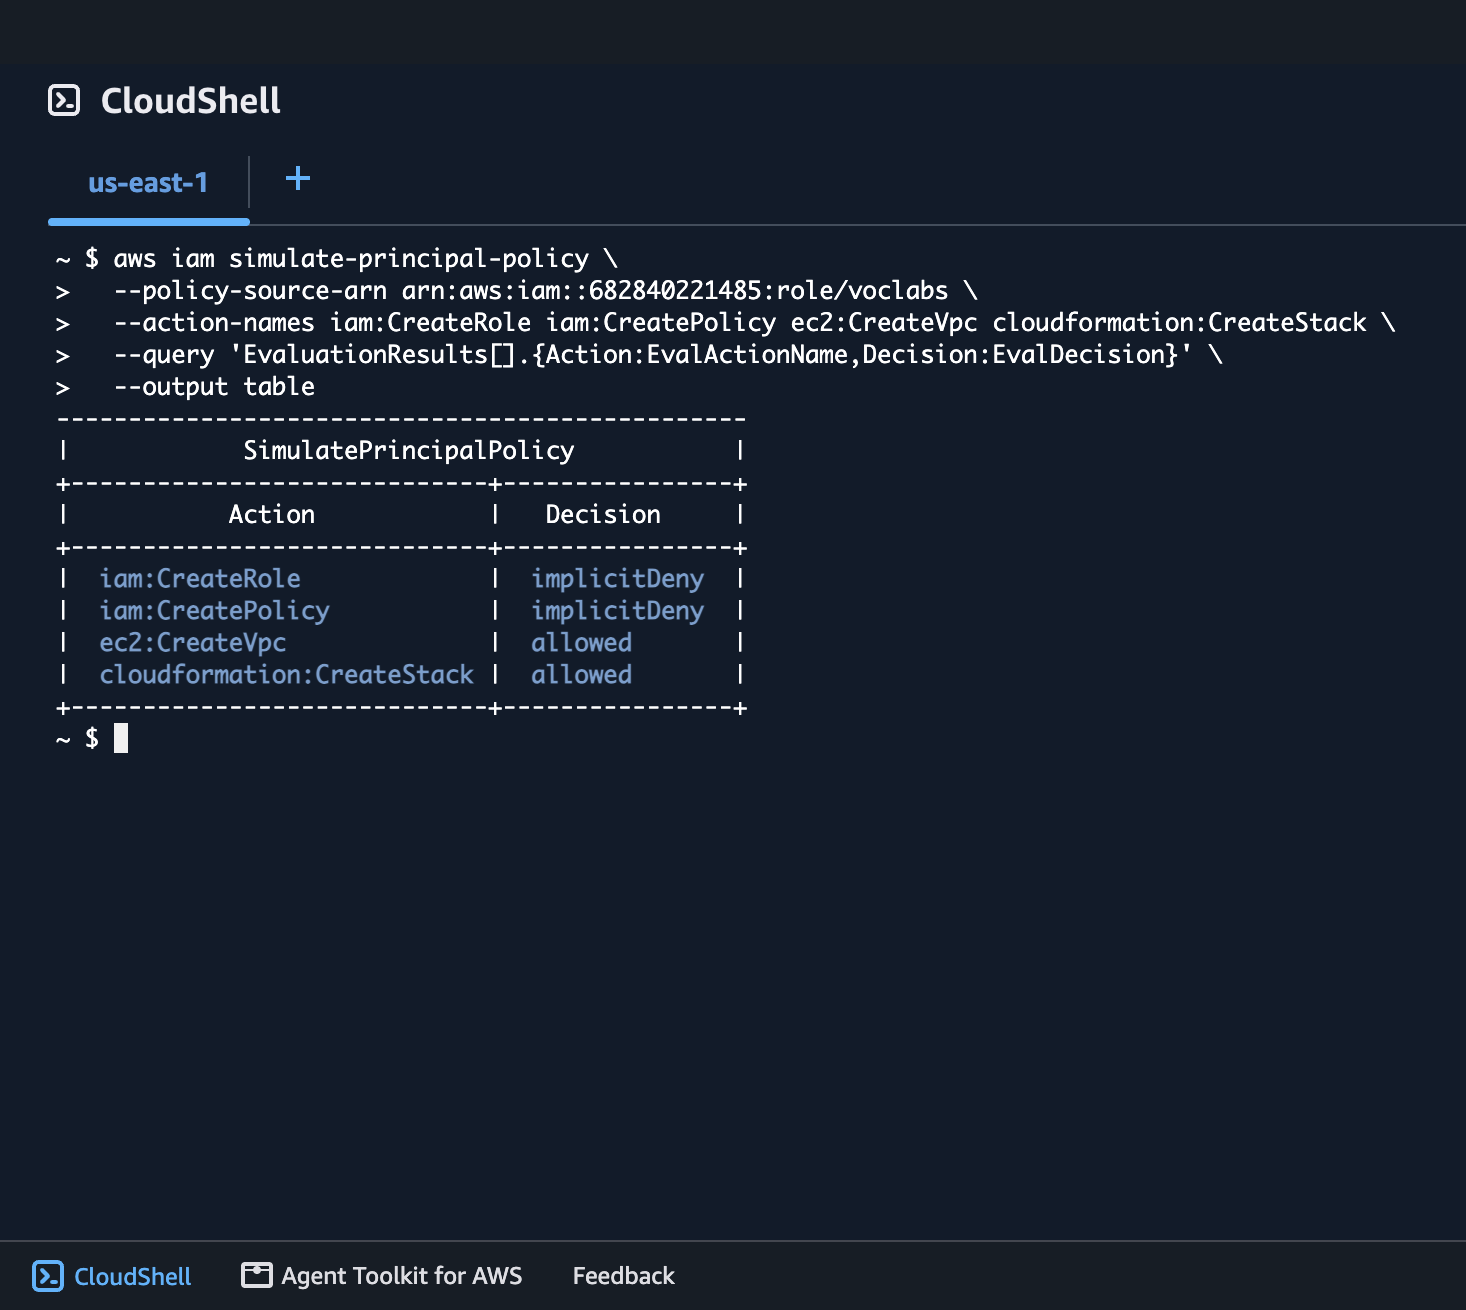 CloudShell
us-east-1 +
~ $ aws iam simulate-principal-policy \
>   --policy-source-arn arn:aws:iam::682840221485:role/voclabs \
>   --action-names iam:CreateRole iam:CreatePolicy ec2:CreateVpc cloudformation:CreateStack \
>   --query 'EvaluationResults[].{Action:EvalActionName,Decision:EvalDecision}' \
>   --output table
------------------------------------------------
|            SimulatePrincipalPolicy           |
+-----------------------------+----------------+
|           Action            |   Decision     |
+-----------------------------+----------------+
|  iam:CreateRole             |  implicitDeny  |
|  iam:CreatePolicy           |  implicitDeny  |
|  ec2:CreateVpc              |  allowed       |
|  cloudformation:CreateStack |  allowed       |
+-----------------------------+----------------+
~ $
CloudShell Agent Toolkit for AWS Feedback